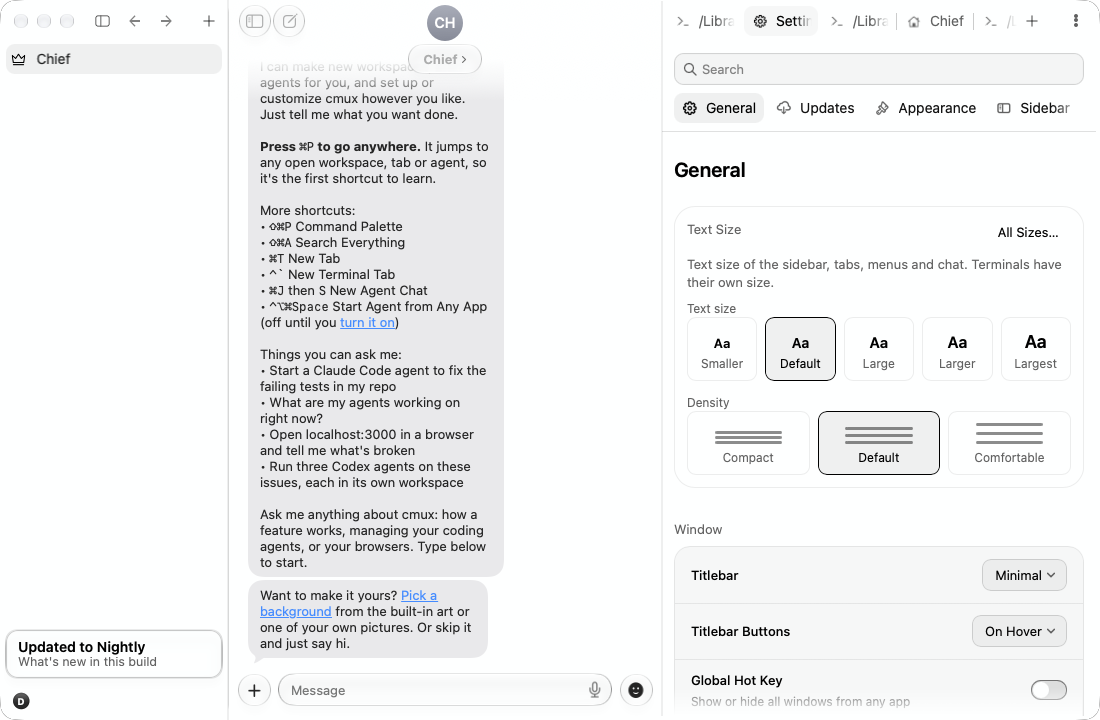 Chief
Updated to Nightly
What's new in this build
D
CH
Chief ›
I can make new
agents for you, and set up or
customize cmux however you like.
Just tell me what you want done.
Press ⌘P to go anywhere. It jumps to
any open workspace, tab or agent, so
it's the first shortcut to learn.
More shortcuts:
• ⇧⌘P Command Palette
• ⇧⌘A Search Everything
• ⌘T New Tab
• ^` New Terminal Tab
• ⌘J then S New Agent Chat
• ^⌥⌘Space Start Agent from Any App
(off until you turn it on)
Things you can ask me:
• Start a Claude Code agent to fix the
failing tests in my repo
• What are my agents working on
right now?
• Open localhost:3000 in a browser
and tell me what's broken
• Run three Codex agents on these
issues, each in its own workspace
Ask me anything about cmux: how a
feature works, managing your coding
agents, or your browsers. Type below
to start.
Want to make it yours? Pick a
background from the built-in art or
one of your own pictures. Or skip it
and just say hi.
Message
/Libra Settin /Libra Chief
Search
General Updates Appearance Sidebar
General
Text Size
All Sizes...
Text size of the sidebar, tabs, menus and chat. Terminals have
their own size.
Text size
Aa Aa Aa Aa Aa
Smaller Default Large Larger Largest
Density
Compact Default Comfortable
Window
Titlebar Minimal
Titlebar Buttons On Hover
Global Hot Key
Show or hide all windows from any app